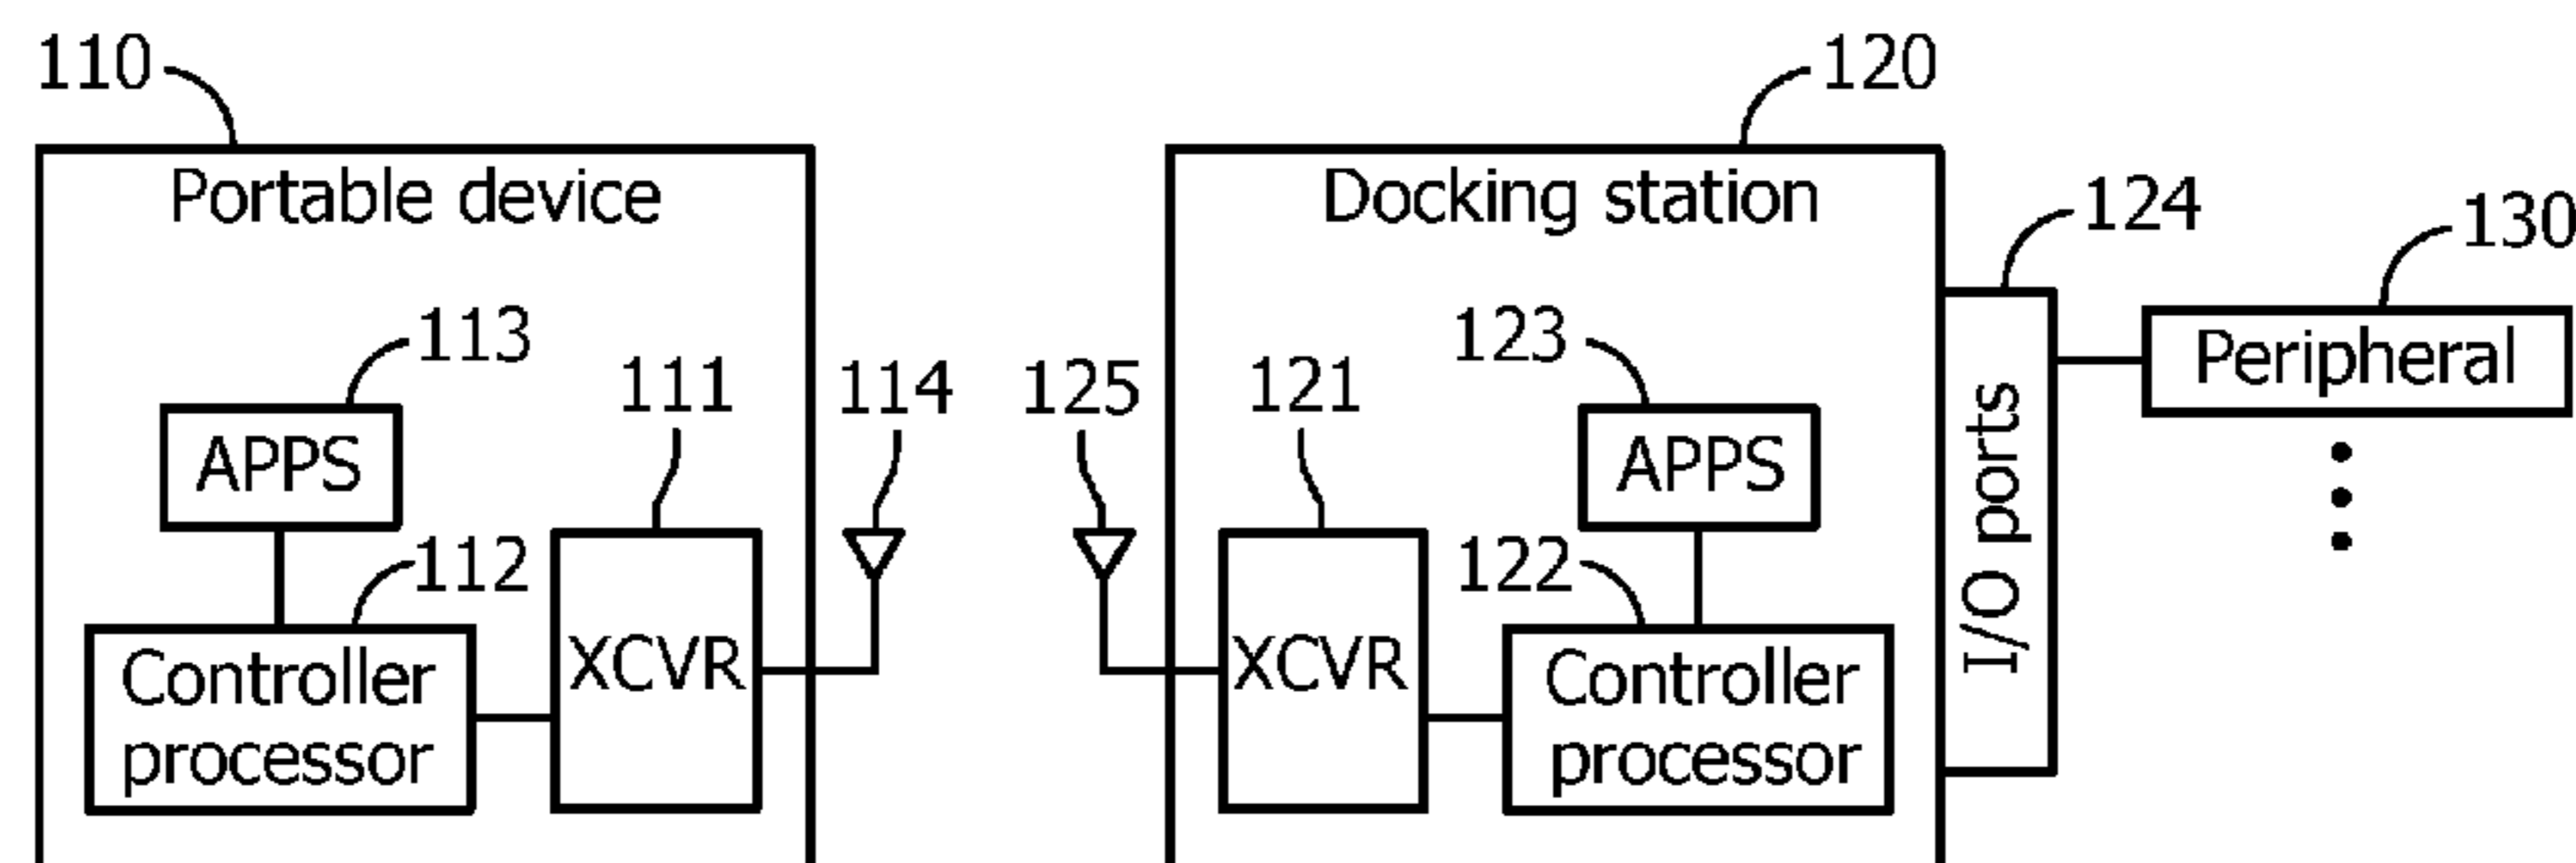 110
120
Portable device
Docking station
124
130
113
111
114
125
121
123
Peripheral
APPS
APPS
I/O ports
112
122
XCVR
XCVR
Controller
processor
Controller
processor